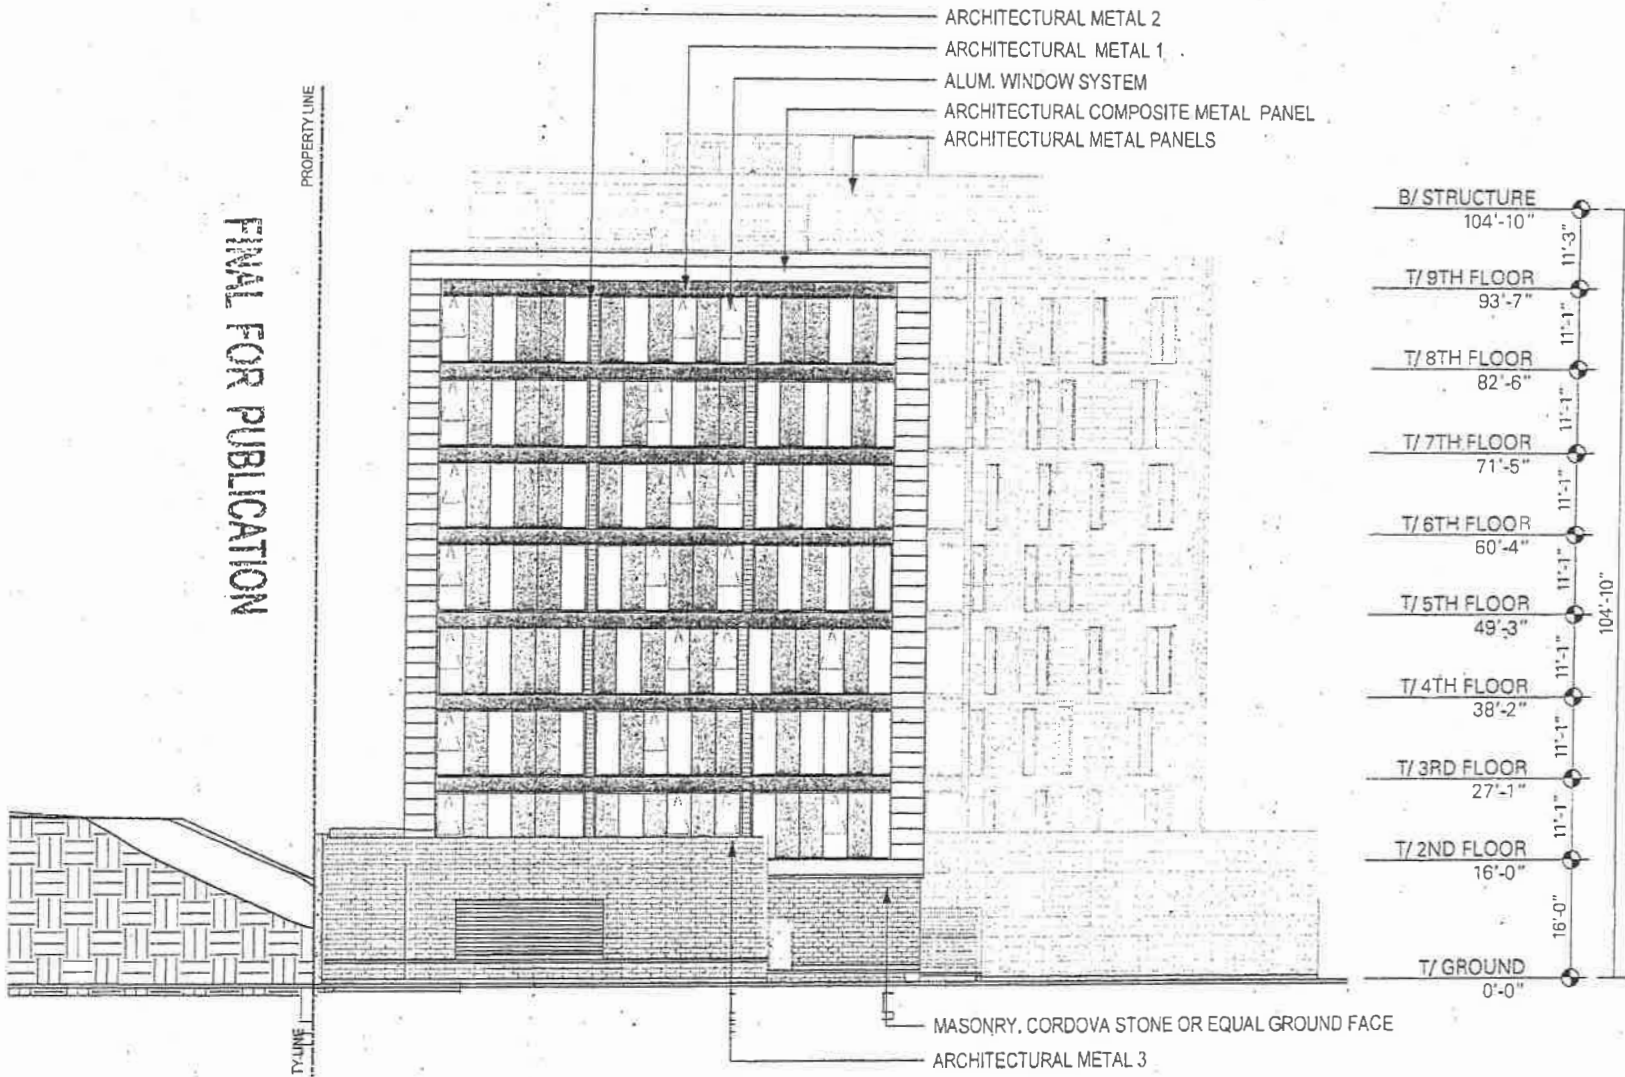 ARCHITECTURAL METAL 2
ARCHITECTURAL METAL 1
ALUM. WINDOW SYSTEM
ARCHITECTURAL COMPOSITE METAL PANEL
ARCHITECTURAL METAL PANELS
PROPERTY LINE
FINAL FOR PUBLICATION
B/ STRUCTURE
104'-10"
11'-3"
T/ 9TH FLOOR
93'-7"
11'-1"
T/ 8TH FLOOR
82'-6"
11'-1"
T/ 7TH FLOOR
71'-5"
11'-1"
T/ 6TH FLOOR
60'-4"
11'-1"
T/ 5TH FLOOR
49'-3"
11'-1"
T/ 4TH FLOOR
38'-2"
11'-1"
T/ 3RD FLOOR
27'-1"
11'-1"
T/ 2ND FLOOR
16'-0"
16'-0"
T/ GROUND
0'-0"
104'-10"
MASONRY, CORDOVA STONE OR EQUAL GROUND FACE
ARCHITECTURAL METAL 3
TY LINE